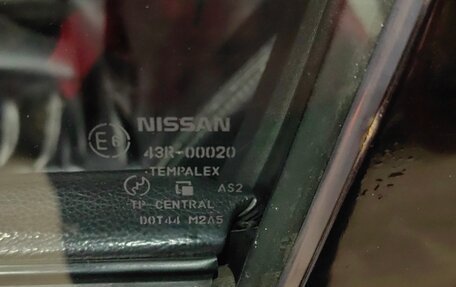 NISSAN
E6 43R-00020
TEMPALEX
AS2
TP CENTRAL
DOT44 M2A5